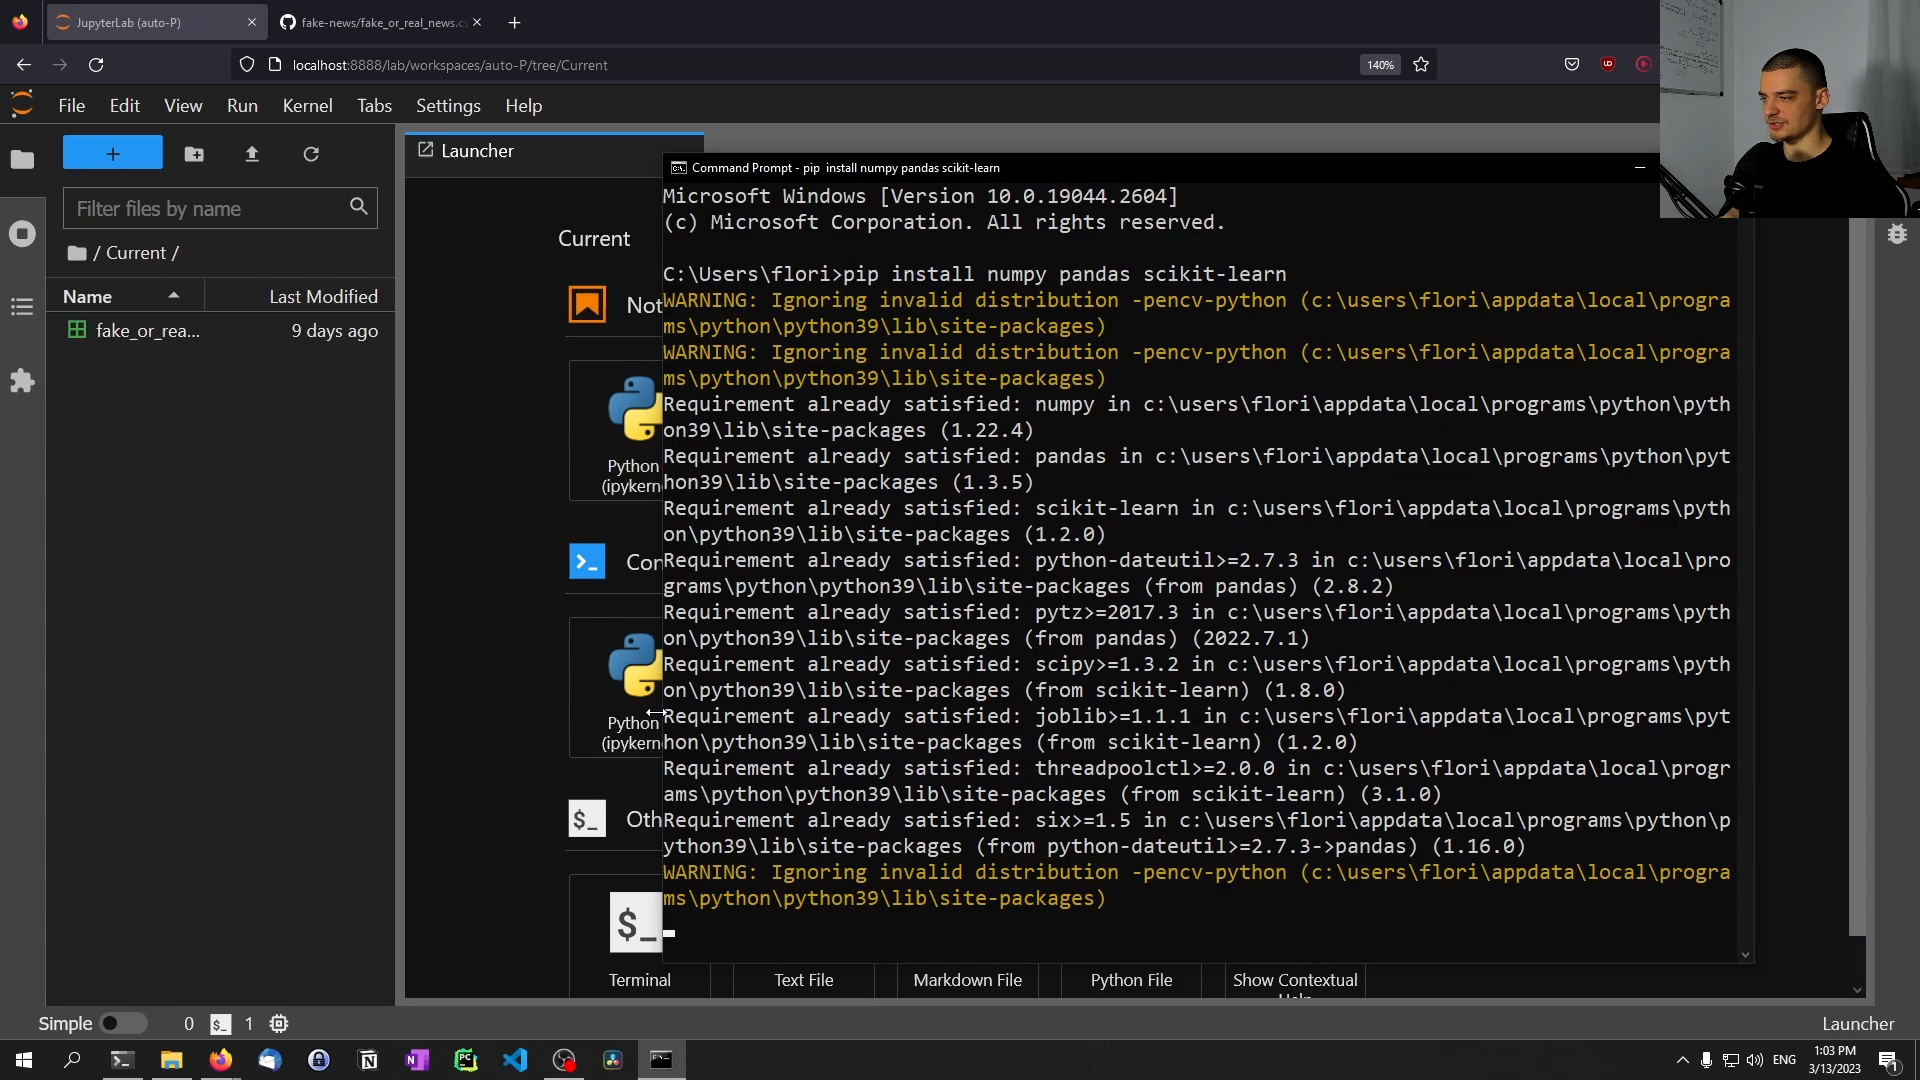 JupyterLab (auto-P)
fake-news/fake_or_real_news.cs
localhost:8888/lab/workspaces/auto-P/tree/Current
140%
File Edit View Run Kernel Tabs Settings Help
+
Filter files by name
/ Current /
Name Last Modified
fake_or_rea... 9 days ago
Launcher
Current
Not
Python
(ipykern
Con
Python
(ipykern
$_ Oth
$_
Terminal
Text File
Markdown File
Python File
Show Contextual
Help
Command Prompt - pip  install numpy pandas scikit-learn
Microsoft Windows [Version 10.0.19044.2604]
(c) Microsoft Corporation. All rights reserved.
C:\Users\flori>pip install numpy pandas scikit-learn
WARNING: Ignoring invalid distribution -pencv-python (c:\users\flori\appdata\local\progra
ms\python\python39\lib\site-packages)
WARNING: Ignoring invalid distribution -pencv-python (c:\users\flori\appdata\local\progra
ms\python\python39\lib\site-packages)
Requirement already satisfied: numpy in c:\users\flori\appdata\local\programs\python\pyth
on39\lib\site-packages (1.22.4)
Requirement already satisfied: pandas in c:\users\flori\appdata\local\programs\python\pyt
hon39\lib\site-packages (1.3.5)
Requirement already satisfied: scikit-learn in c:\users\flori\appdata\local\programs\pyth
on\python39\lib\site-packages (1.2.0)
Requirement already satisfied: python-dateutil>=2.7.3 in c:\users\flori\appdata\local\pro
grams\python\python39\lib\site-packages (from pandas) (2.8.2)
Requirement already satisfied: pytz>=2017.3 in c:\users\flori\appdata\local\programs\pyth
on\python39\lib\site-packages (from pandas) (2022.7.1)
Requirement already satisfied: scipy>=1.3.2 in c:\users\flori\appdata\local\programs\pyth
on\python39\lib\site-packages (from scikit-learn) (1.8.0)
Requirement already satisfied: joblib>=1.1.1 in c:\users\flori\appdata\local\programs\pyt
hon\python39\lib\site-packages (from scikit-learn) (1.2.0)
Requirement already satisfied: threadpoolctl>=2.0.0 in c:\users\flori\appdata\local\progr
ams\python\python39\lib\site-packages (from scikit-learn) (3.1.0)
Requirement already satisfied: six>=1.5 in c:\users\flori\appdata\local\programs\python\p
ython39\lib\site-packages (from python-dateutil>=2.7.3->pandas) (1.16.0)
WARNING: Ignoring invalid distribution -pencv-python (c:\users\flori\appdata\local\progra
ms\python\python39\lib\site-packages)
Simple 0 $_ 1 Launcher
ENG
1:03 PM
3/13/2023
1